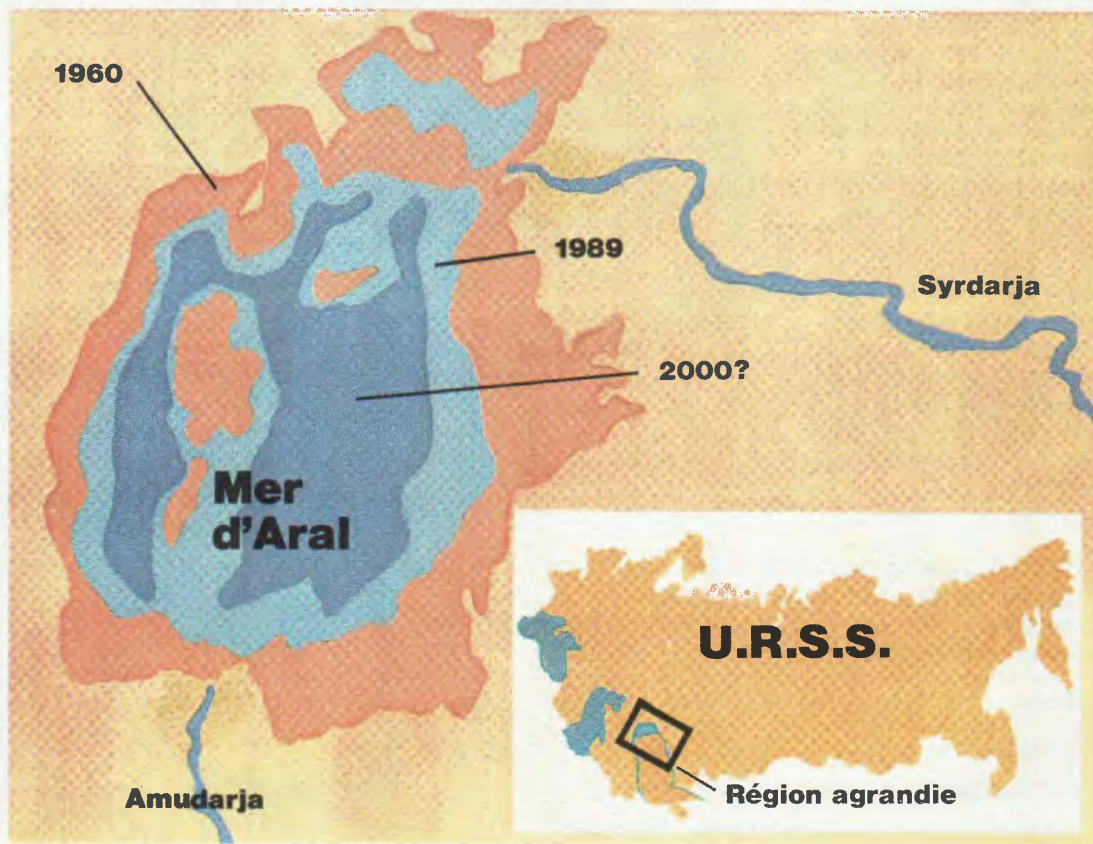 1960
1989
Syrdarja
2000?
Mer
d'Aral
U.R.S.S.
Région agrandie
Amudarja